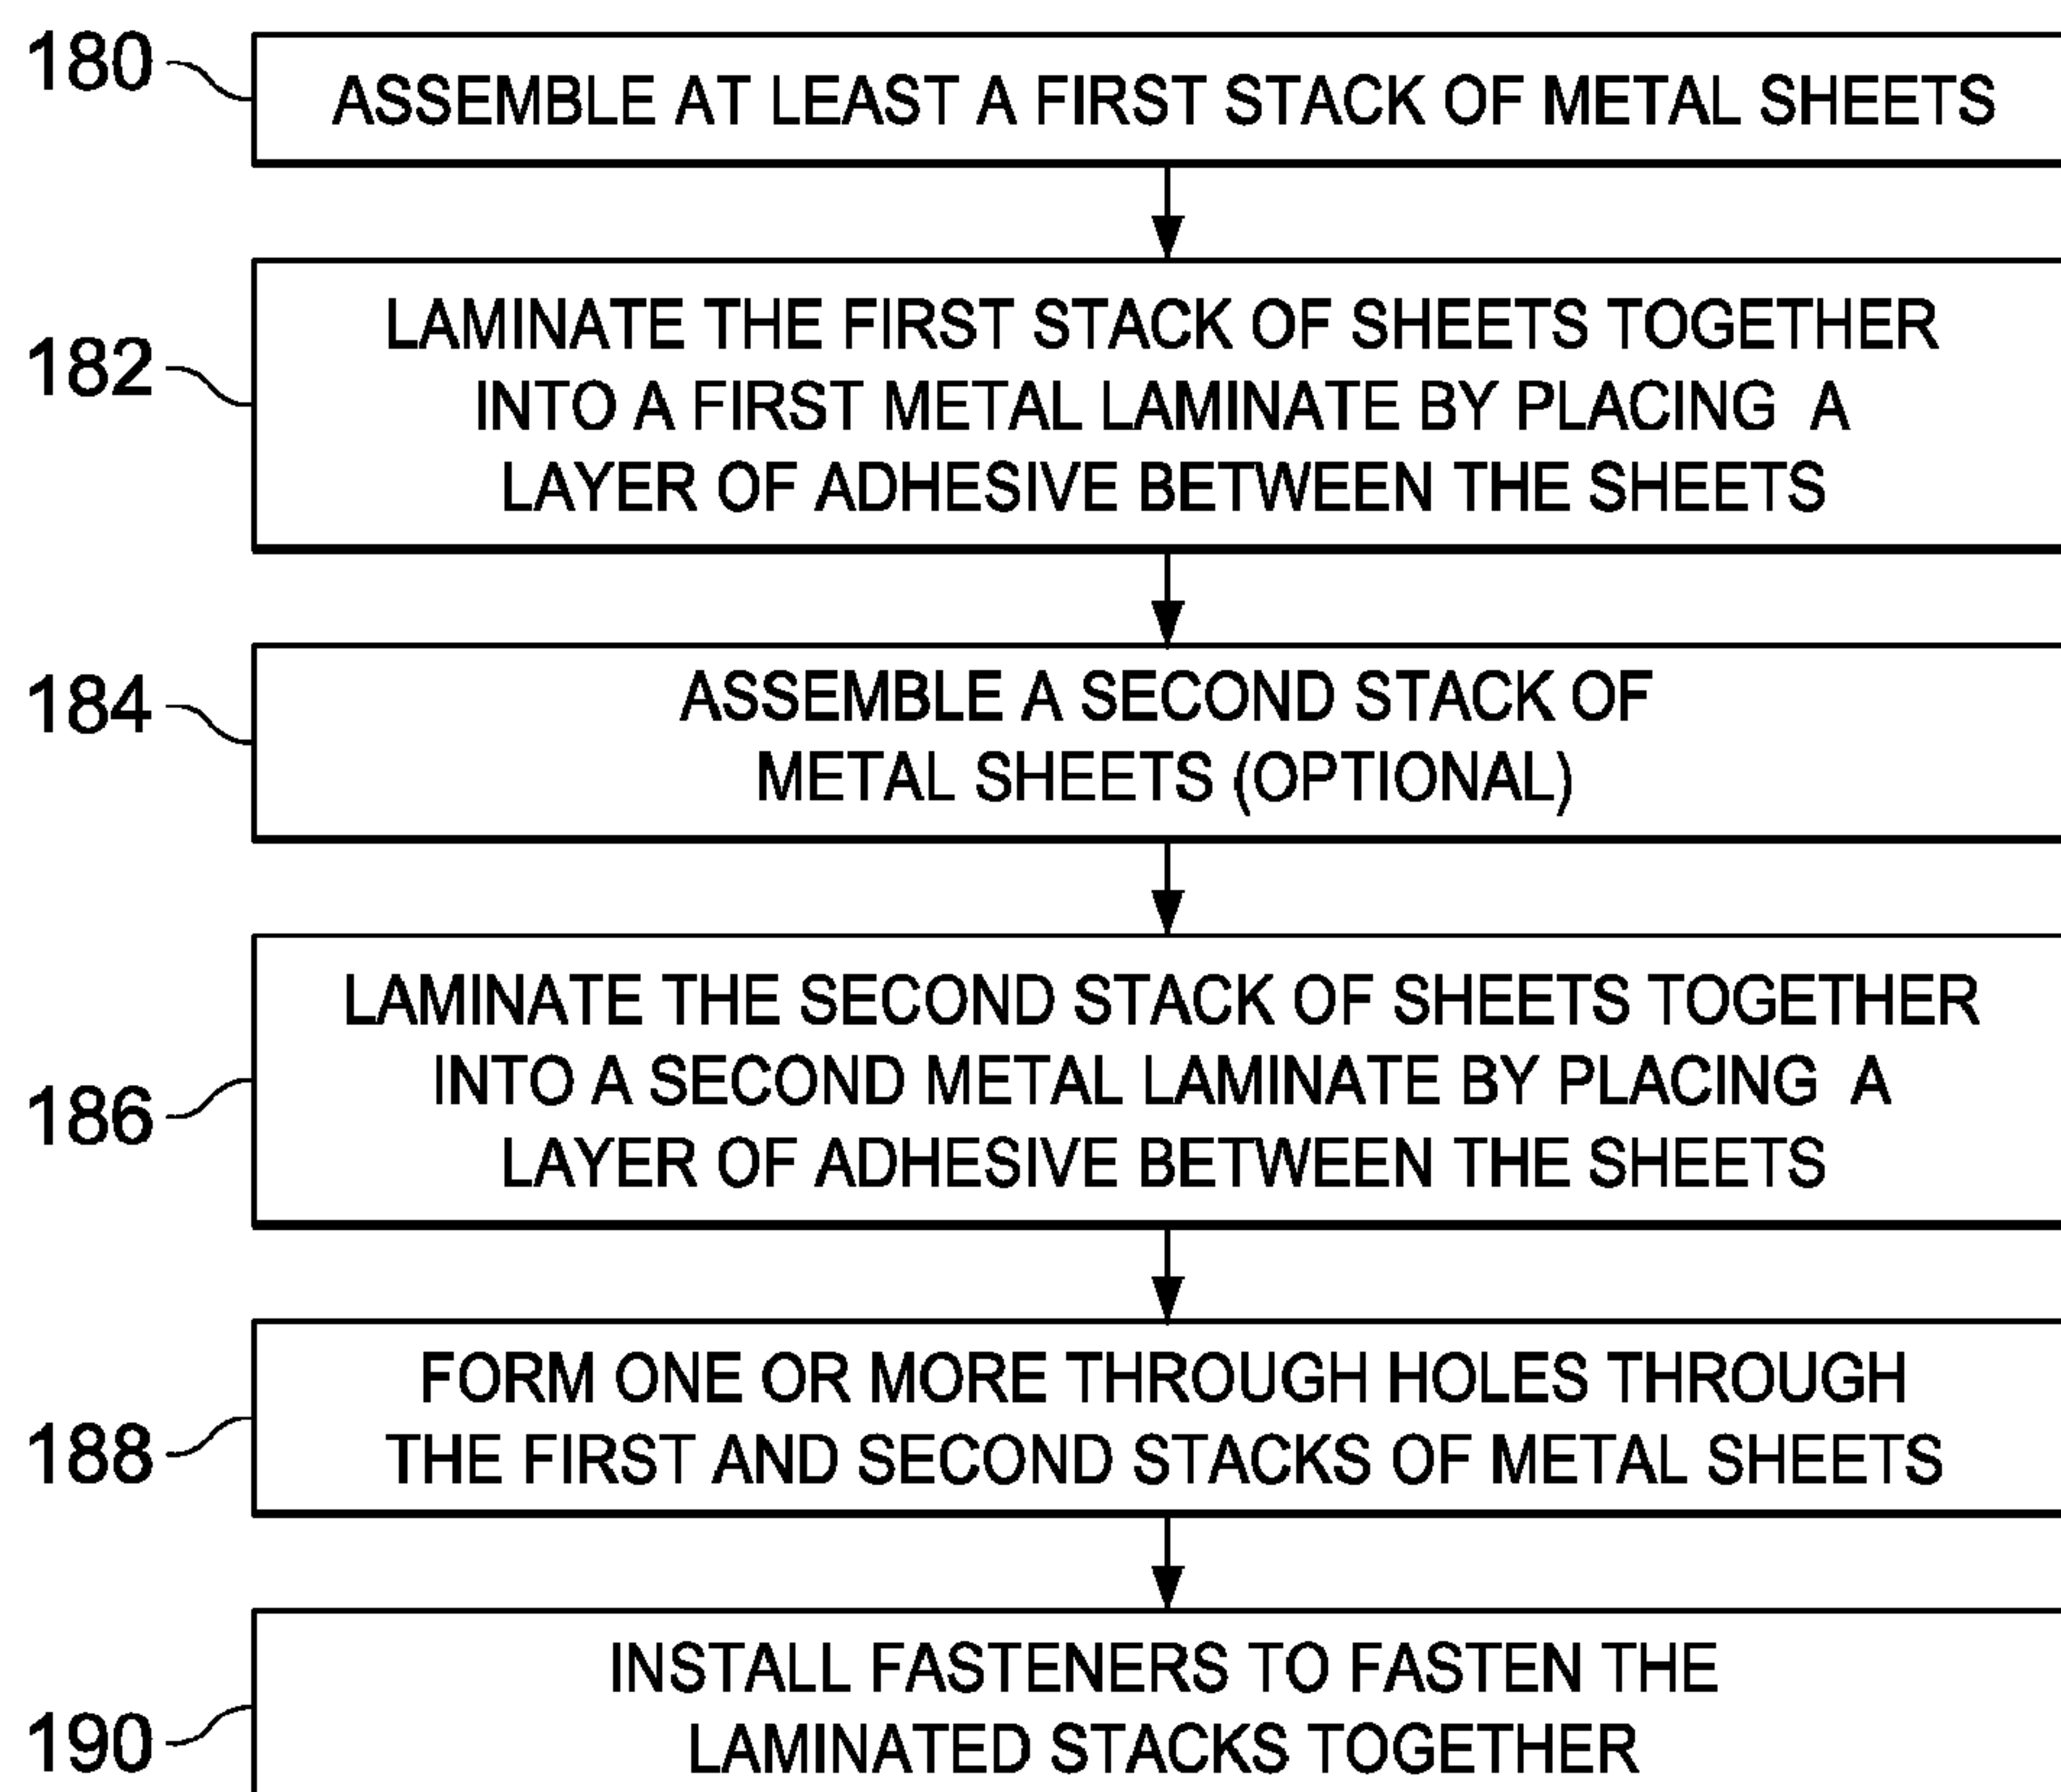 180
ASSEMBLE AT LEAST A FIRST STACK OF METAL SHEETS
182
LAMINATE THE FIRST STACK OF SHEETS TOGETHER
INTO A FIRST METAL LAMINATE BY PLACING A
LAYER OF ADHESIVE BETWEEN THE SHEETS
184
ASSEMBLE A SECOND STACK OF
METAL SHEETS (OPTIONAL)
186
LAMINATE THE SECOND STACK OF SHEETS TOGETHER
INTO A SECOND METAL LAMINATE BY PLACING A
LAYER OF ADHESIVE BETWEEN THE SHEETS
188
FORM ONE OR MORE THROUGH HOLES THROUGH
THE FIRST AND SECOND STACKS OF METAL SHEETS
190
INSTALL FASTENERS TO FASTEN THE
LAMINATED STACKS TOGETHER